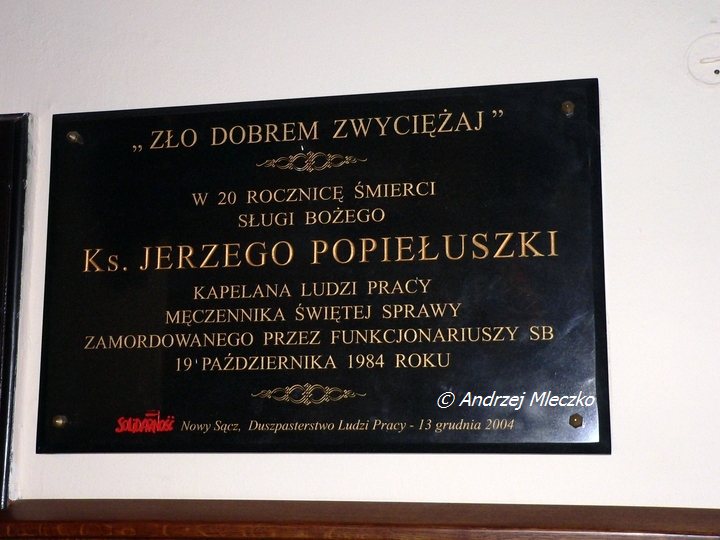 „ZŁO DOBREM ZWYCIĘŻAJ”
W 20 ROCZNICĘ ŚMIERCI
SŁUGI BOŻEGO
Ks. JERZEGO POPIEŁUSZKI
KAPELANA LUDZI PRACY
MĘCZENNIKA ŚWIĘTEJ SPRAWY
ZAMORDOWANEGO PRZEZ FUNKCJONARIUSZY SB
19 PAŹDZIERNIKA 1984 ROKU
© Andrzej Mleczko
SOLIDARNOŚĆ Nowy Sącz, Duszpasterstwo Ludzi Pracy - 13 grudnia 2004